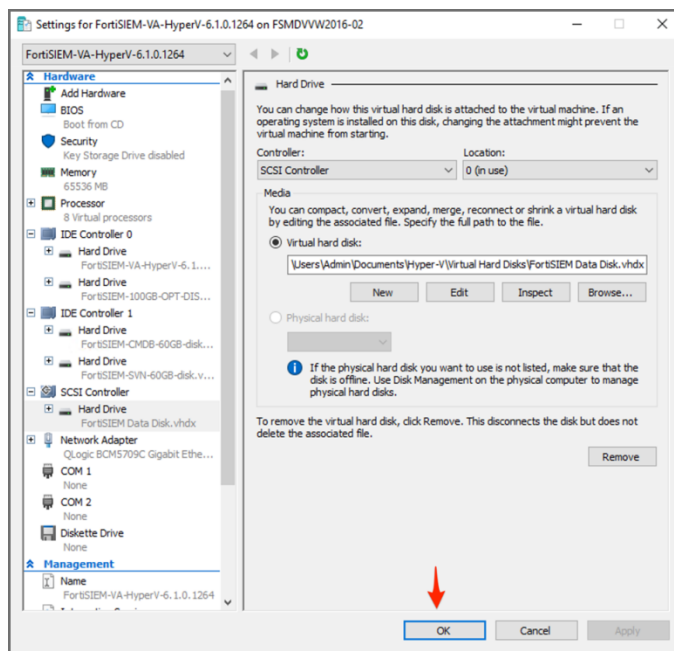 Settings for FortiSIEM-VA-HyperV-6.1.0.1264 on FSMDVVW2016-02
FortiSIEM-VA-HyperV-6.1.0.1264
Hardware
Add Hardware
BIOS
Boot from CD
Security
Key Storage Drive disabled
Memory
65536 MB
Processor
8 Virtual processors
IDE Controller 0
Hard Drive
FortiSIEM-VA-HyperV-6.1....
Hard Drive
FortiSIEM-100GB-OPT-DIS...
IDE Controller 1
Hard Drive
FortiSIEM-CMDB-60GB-disk...
Hard Drive
FortiSIEM-SVN-60GB-disk.v...
SCSI Controller
Hard Drive
FortiSIEM Data Disk.vhdx
Network Adapter
QLogic BCM5709C Gigabit Ethe...
COM 1
None
COM 2
None
Diskette Drive
None
Management
Name
FortiSIEM-VA-HyperV-6.1.0.1264
Hard Drive
You can change how this virtual hard disk is attached to the virtual machine. If an
operating system is installed on this disk, changing the attachment might prevent the
virtual machine from starting.
Controller:
Location:
SCSI Controller
0 (in use)
Media
You can compact, convert, expand, merge, reconnect or shrink a virtual hard disk
by editing the associated file. Specify the full path to the file.
Virtual hard disk:
\Users\Admin\Documents\Hyper-V\Virtual Hard Disks\FortiSIEM Data Disk.vhdx
New
Edit
Inspect
Browse...
Physical hard disk:
If the physical hard disk you want to use is not listed, make sure that the
disk is offline. Use Disk Management on the physical computer to manage
physical hard disks.
To remove the virtual hard disk, click Remove. This disconnects the disk but does not
delete the associated file.
Remove
OK
Cancel
Apply